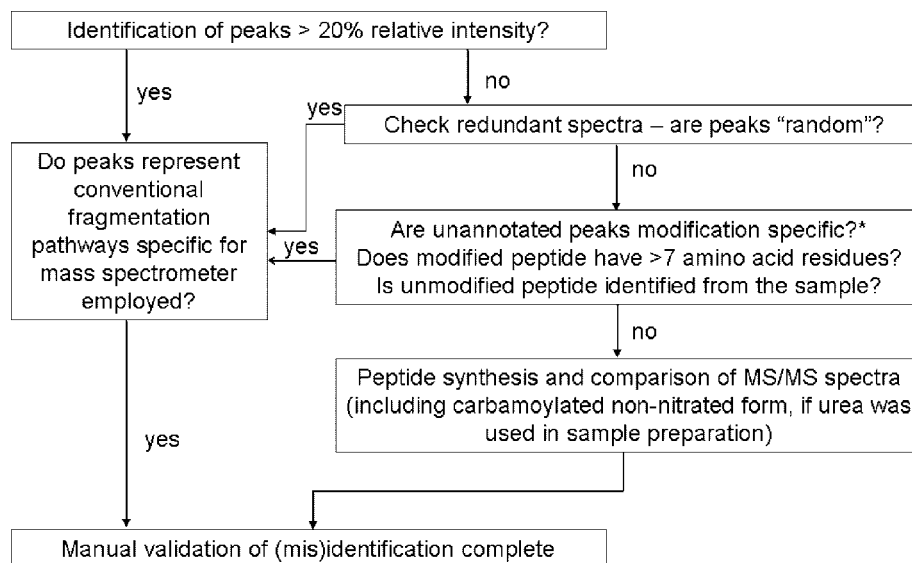 Identification of peaks > 20% relative intensity?
yes
no
yes
Check redundant spectra – are peaks “random”?
Do peaks represent
conventional
fragmentation
pathways specific for
mass spectrometer
employed?
no
yes
Are unannotated peaks modification specific?*
Does modified peptide have >7 amino acid residues?
Is unmodified peptide identified from the sample?
no
Peptide synthesis and comparison of MS/MS spectra
(including carbamoylated non-nitrated form, if urea was
used in sample preparation)
yes
Manual validation of (mis)identification complete